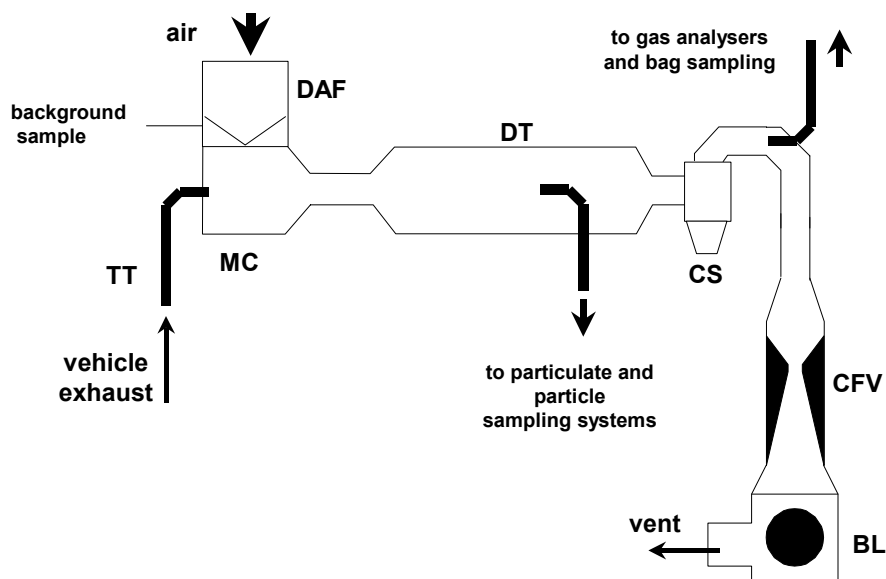 air
DAF
to gas analysers
and bag sampling
background
sample
DT
TT
MC
CS
vehicle
exhaust
to particulate and
particle
sampling systems
CFV
vent
BL